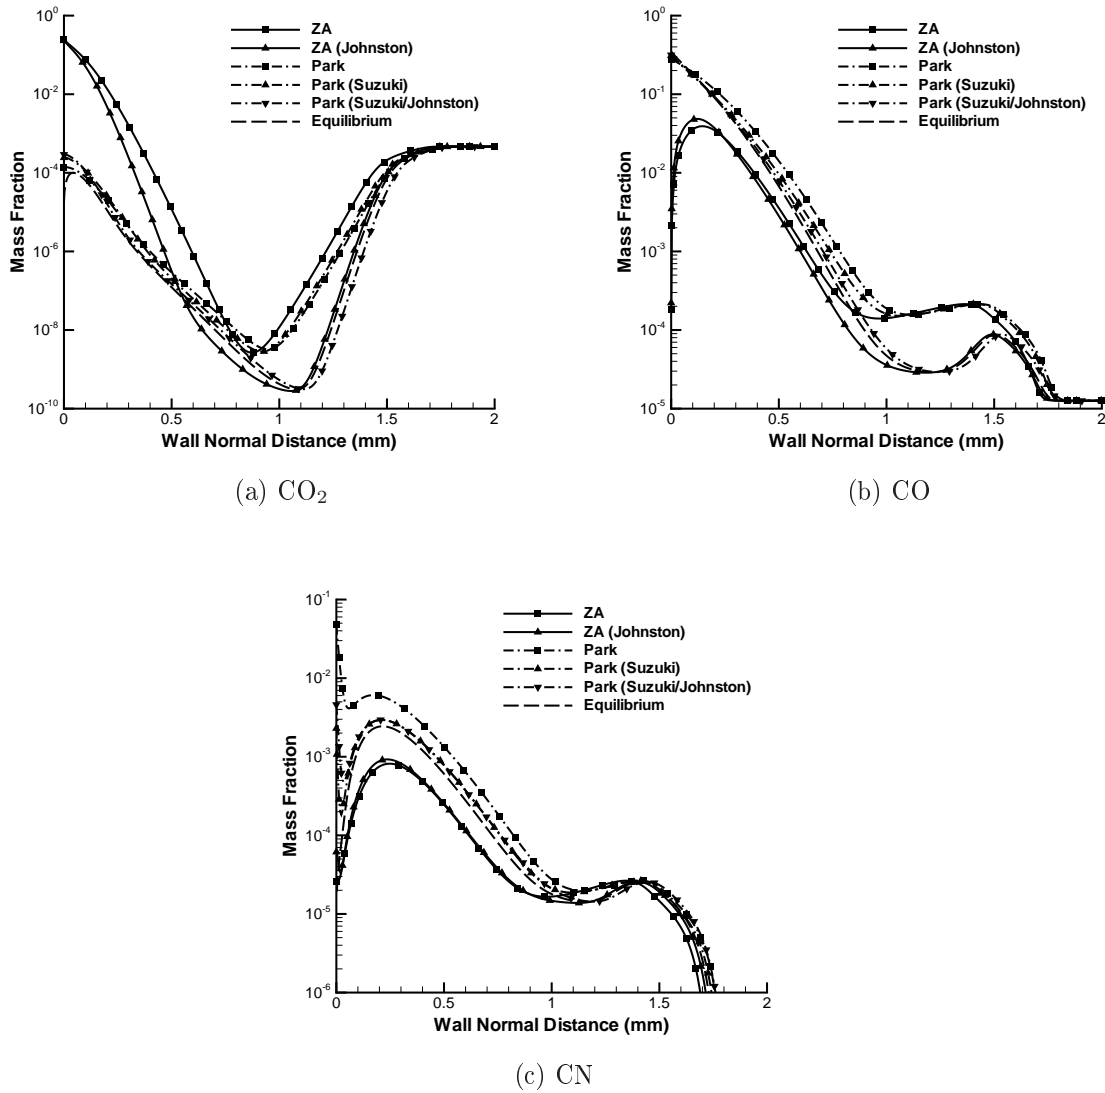 Mass Fraction
10^0
10^-2
10^-4
10^-6
10^-8
10^-10
0 0.5 1 1.5 2
Wall Normal Distance (mm)
ZA
ZA (Johnston)
Park
Park (Suzuki)
Park (Suzuki/Johnston)
Equilibrium
(a) CO₂
Mass Fraction
10^0
10^-1
10^-2
10^-3
10^-4
10^-5
0 0.5 1 1.5 2
Wall Normal Distance (mm)
ZA
ZA (Johnston)
Park
Park (Suzuki)
Park (Suzuki/Johnston)
Equilibrium
(b) CO
Mass Fraction
10^-1
10^-2
10^-3
10^-4
10^-5
10^-6
0 0.5 1 1.5 2
Wall Normal Distance (mm)
ZA
ZA (Johnston)
Park
Park (Suzuki)
Park (Suzuki/Johnston)
Equilibrium
(c) CN